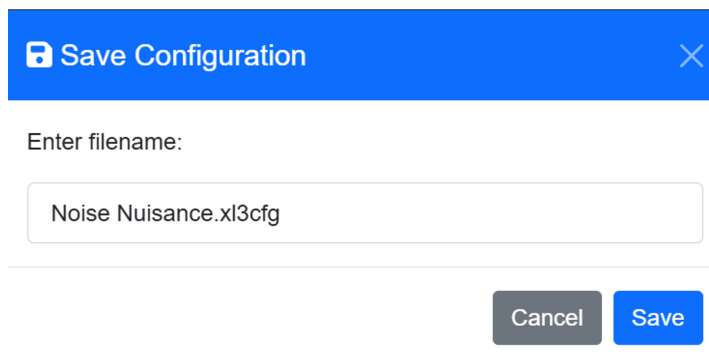 Save Configuration
Enter filename:
Noise Nuisance.xl3cfg
Cancel Save